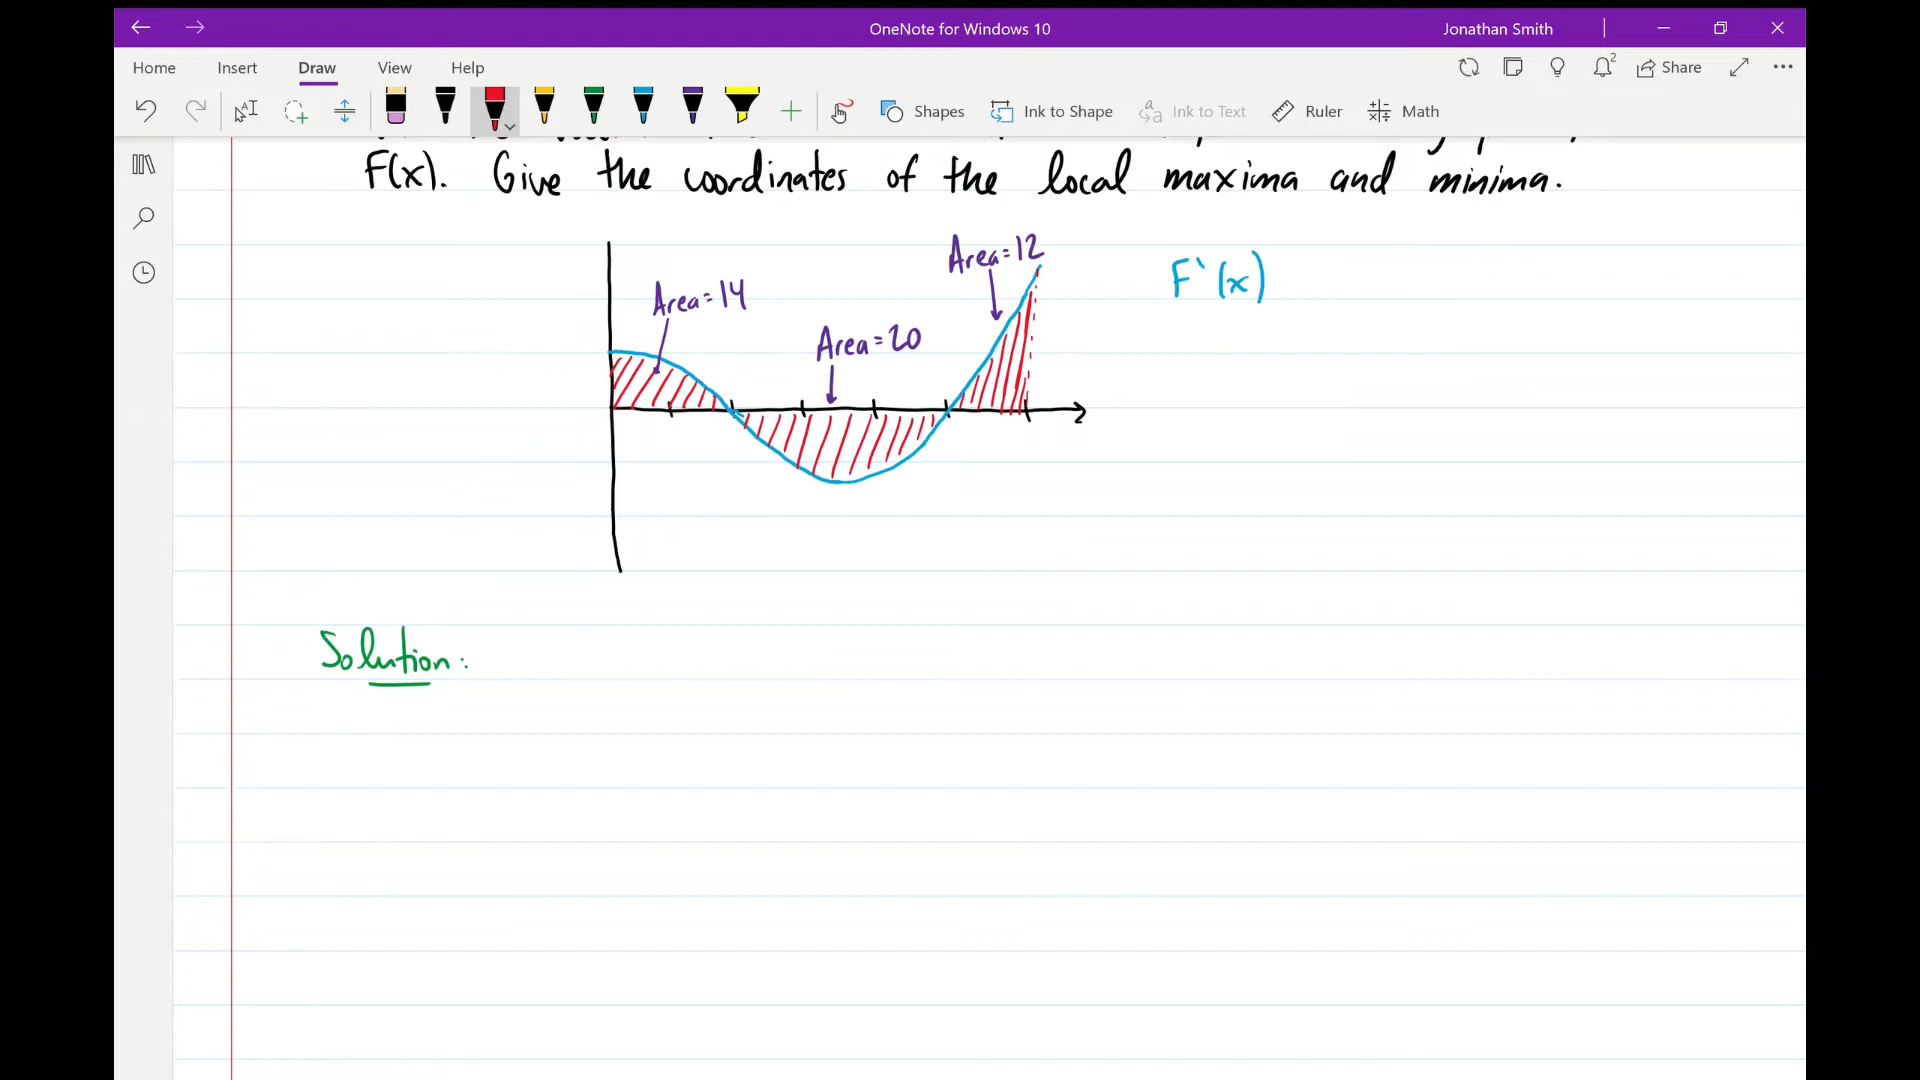 OneNote for Windows 10
Jonathan Smith
Home Insert Draw View Help
2
Share
Shapes Ink to Shape Ink to Text Ruler Math
F(x). Give the coordinates of the local maxima and minima.
Area=12
F`(x)
Area=14
Area=20
Solution: